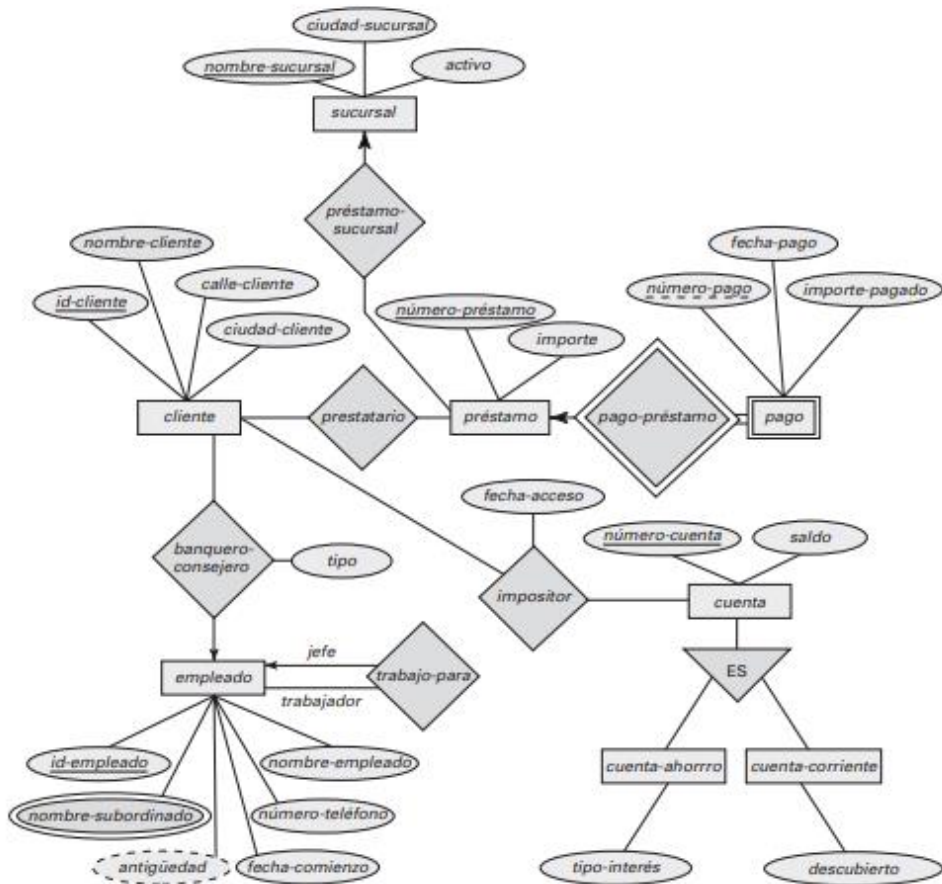 ciudad-sucursal
nombre-sucursal
activo
sucursal
préstamo-
sucursal
nombre-cliente
calle-cliente
id-cliente
ciudad-cliente
fecha-pago
número-pago
importe-pagado
número-préstamo
importe
cliente
prestatario
préstamo
pago-préstamo
pago
fecha-acceso
banquero-
consejero
tipo
impositor
número-cuenta
saldo
cuenta
jefe
empleado
trabajo-para
trabajador
ES
id-empleado
nombre-empleado
nombre-subordinado
número-teléfono
antigüedad
fecha-comienzo
cuenta-ahorrro
cuenta-corriente
tipo-interés
descubierto